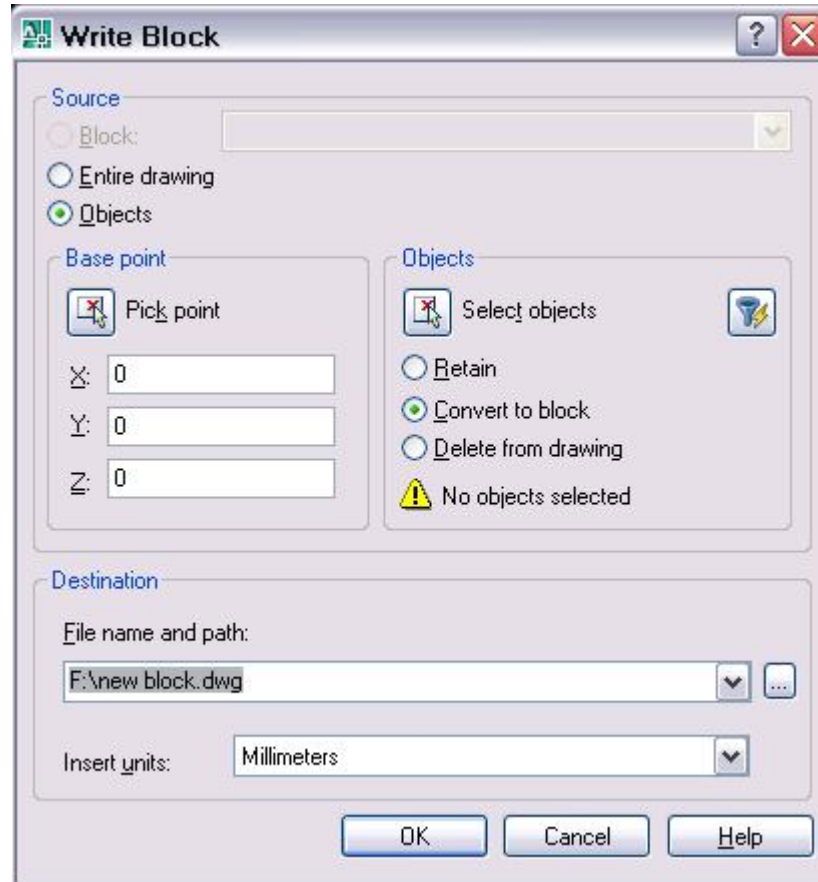 Write Block
?
Source
Block:
Entire drawing
Objects
Base point
Pick point
X: 0
Y: 0
Z: 0
Objects
Select objects
Retain
Convert to block
Delete from drawing
No objects selected
Destination
File name and path:
F:\new block.dwg
...
Insert units: Millimeters
OK Cancel Help